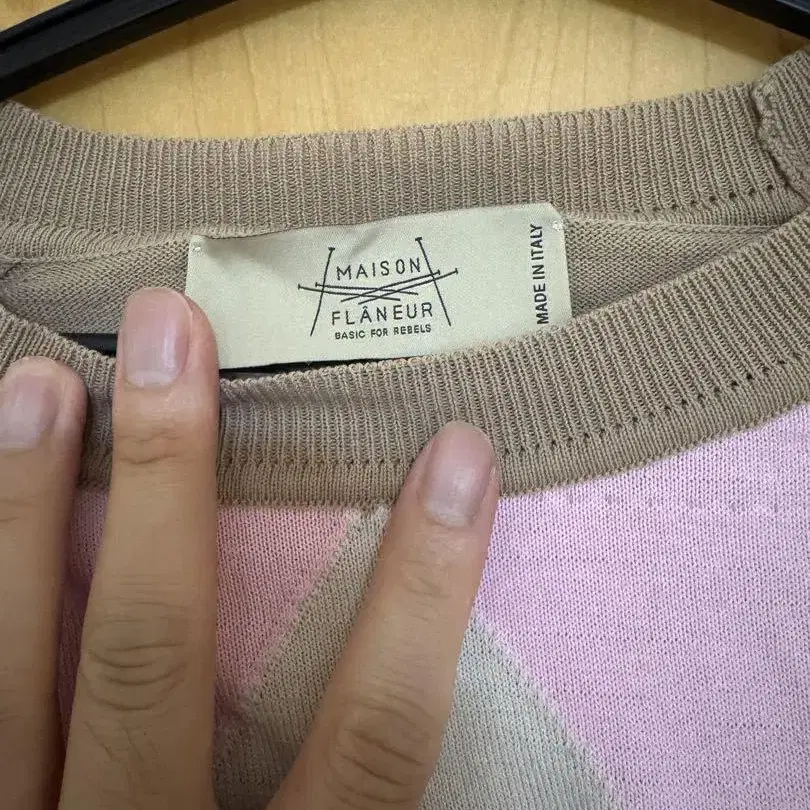 MAISON
FLÂNEUR
BASIC FOR REBELS
MADE IN ITALY